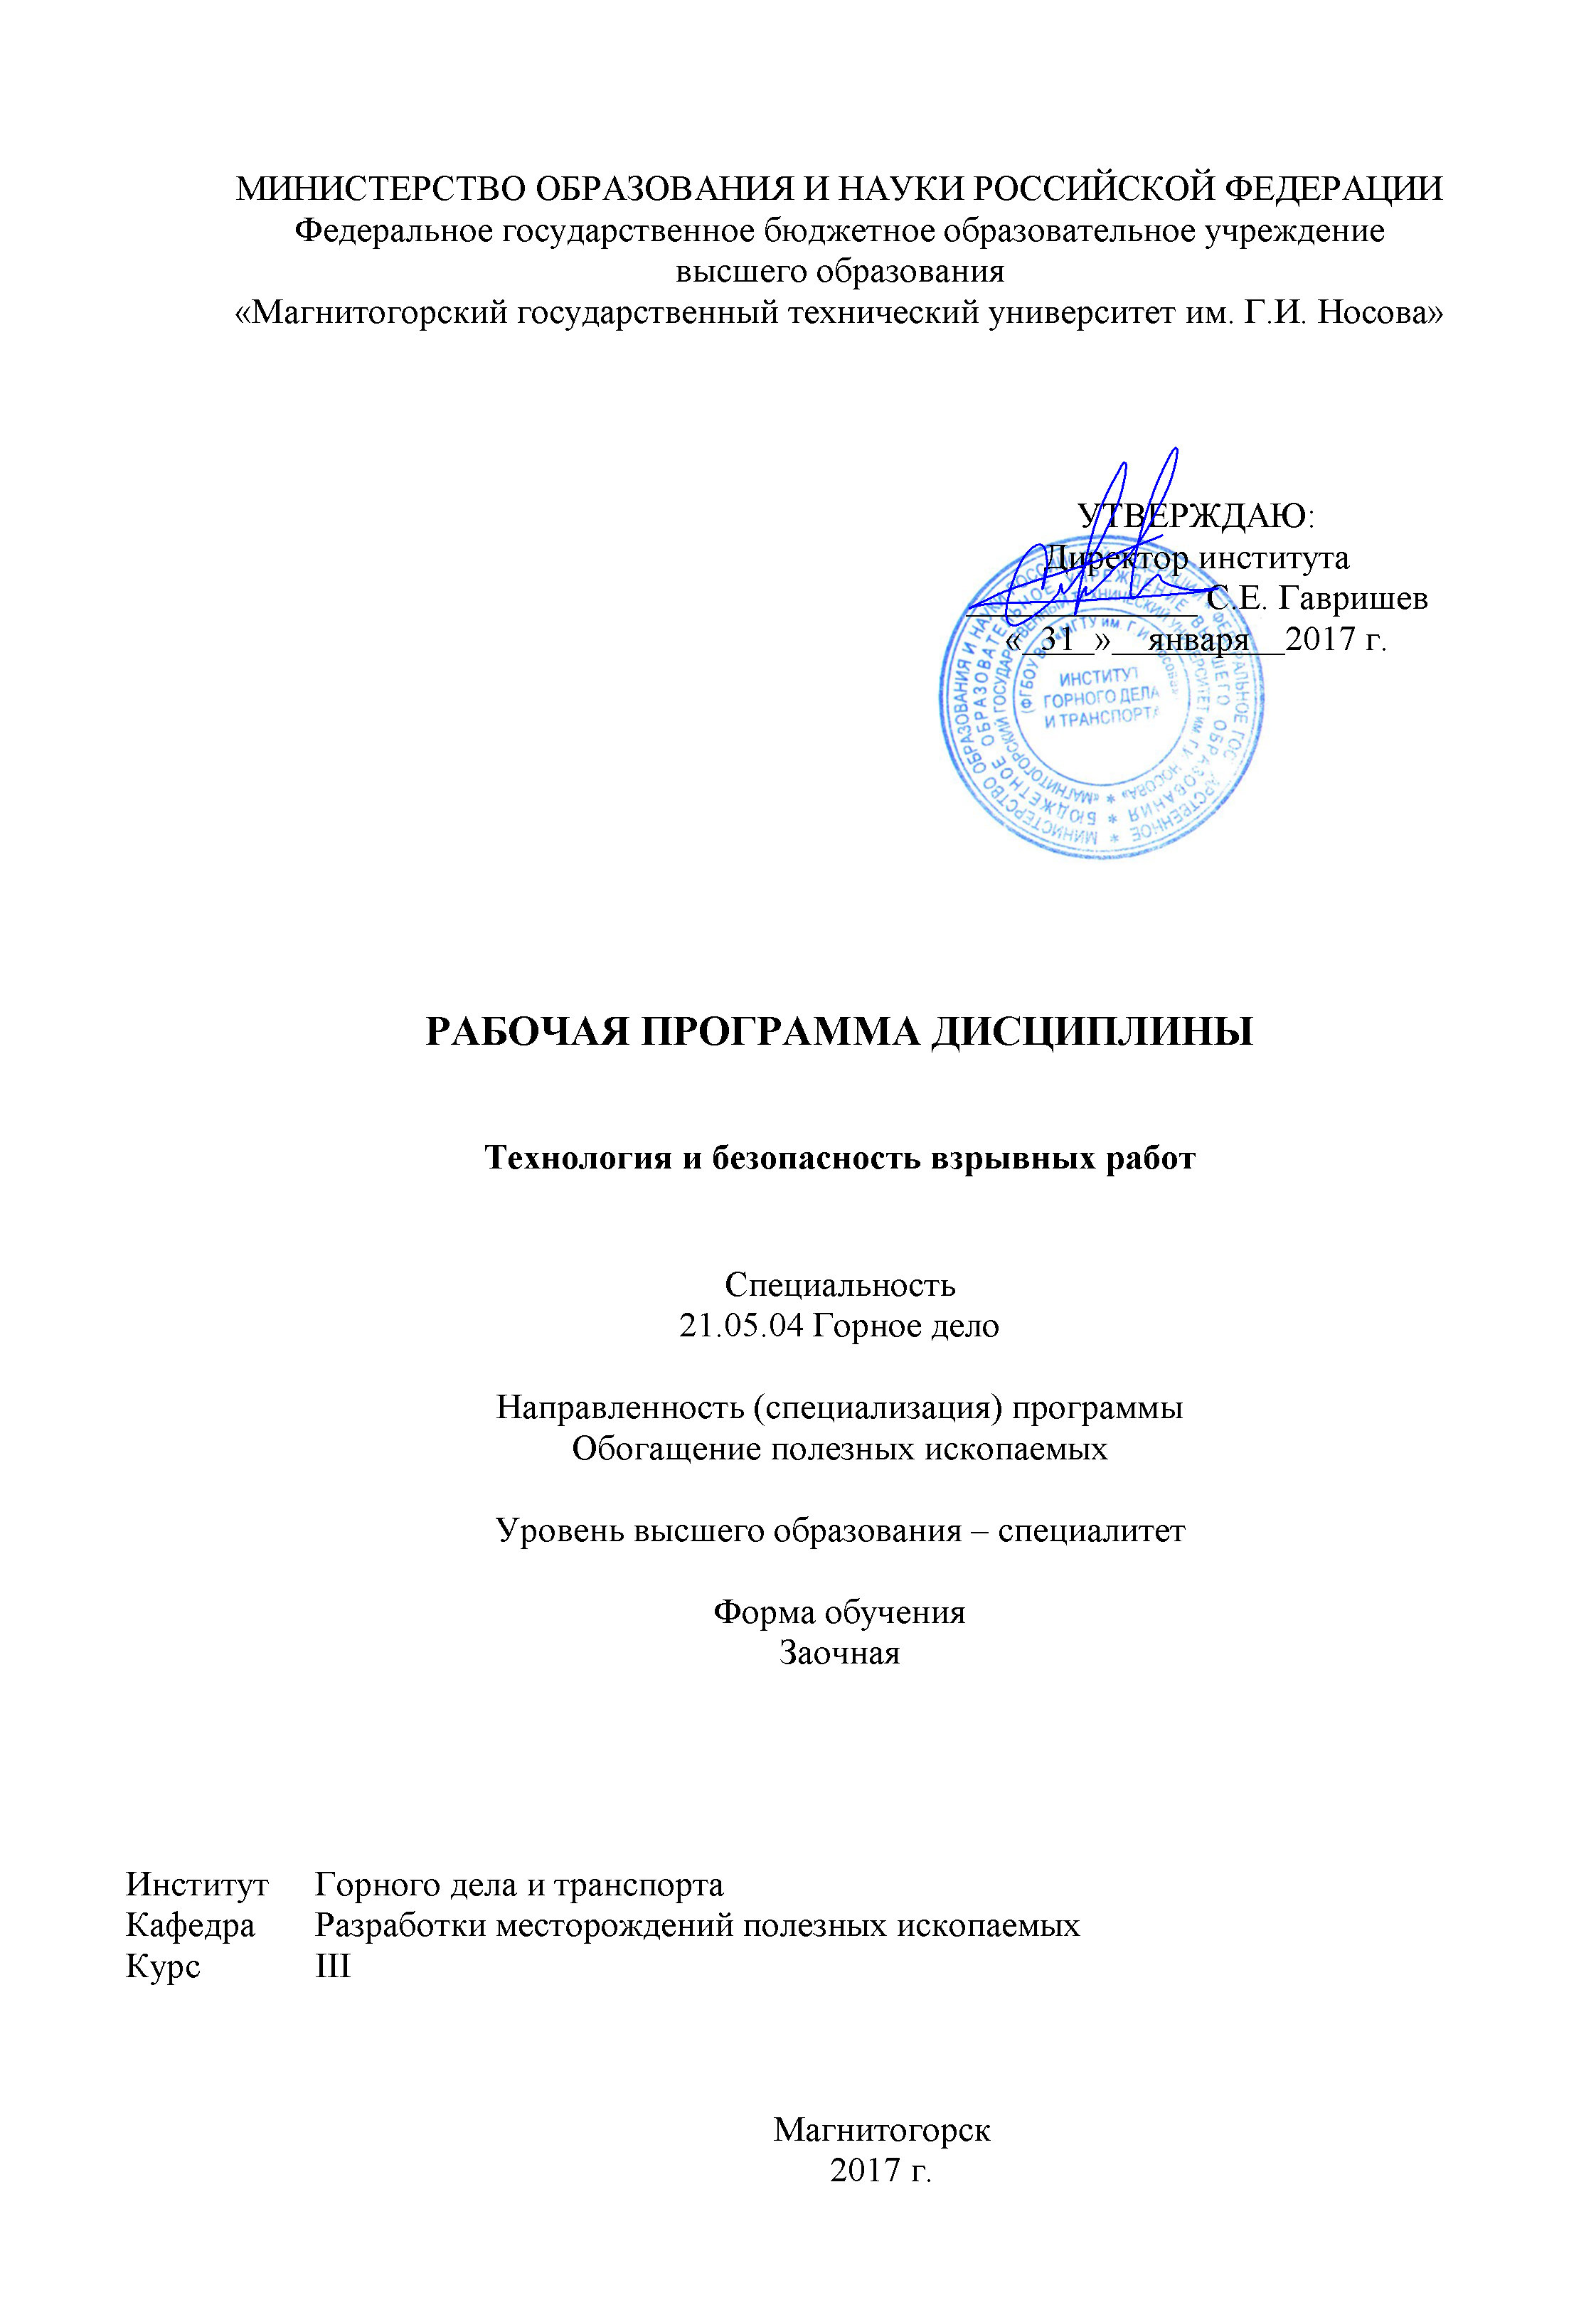 МИНИСТЕРСТВО ОБРАЗОВАНИЯ И НАУКИ РОССИЙСКОЙ ФЕДЕРАЦИИ
Федеральное государственное бюджетное образовательное учреждение
высшего образования
«Магнитогорский государственный технический университет им. Г.И. Носова»
УТВЕРЖДАЮ:
Директор института
С.Е. Гавришев
«_31_»__января__2017 г.
ИНСТИТУТ
ГОРНОГО ДЕЛА
И ТРАНСПОРТА
РАБОЧАЯ ПРОГРАММА ДИСЦИПЛИНЫ
Технология и безопасность взрывных работ
Специальность
21.05.04 Горное дело
Направленность (специализация) программы
Обогащение полезных ископаемых
Уровень высшего образования – специалитет
Форма обучения
Заочная
Институт Горного дела и транспорта
Кафедра Разработки месторождений полезных ископаемых
Курс III
Магнитогорск
2017 г.